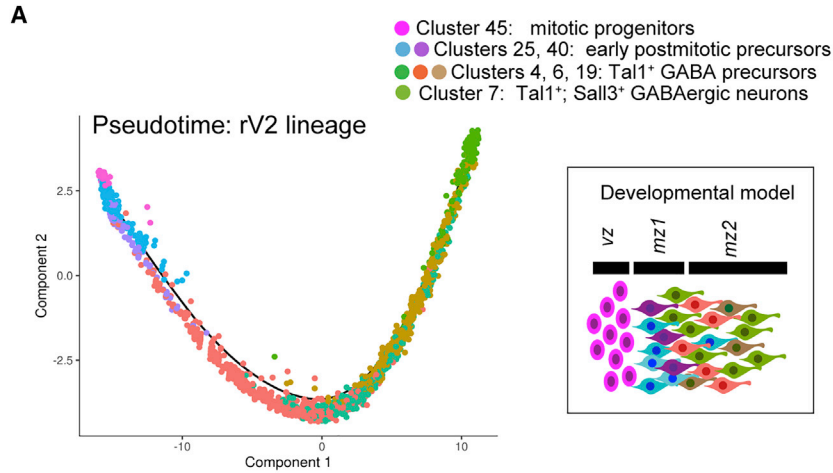 A
Cluster 45: mitotic progenitors
Clusters 25, 40: early postmitotic precursors
Clusters 4, 6, 19: Tal1⁺ GABA precursors
Cluster 7: Tal1⁺; Sall3⁺ GABAergic neurons
Pseudotime: rV2 lineage
Component 2
2.5
0.0
-2.5
-10
0
10
Component 1
Developmental model
vz
mz1
mz2